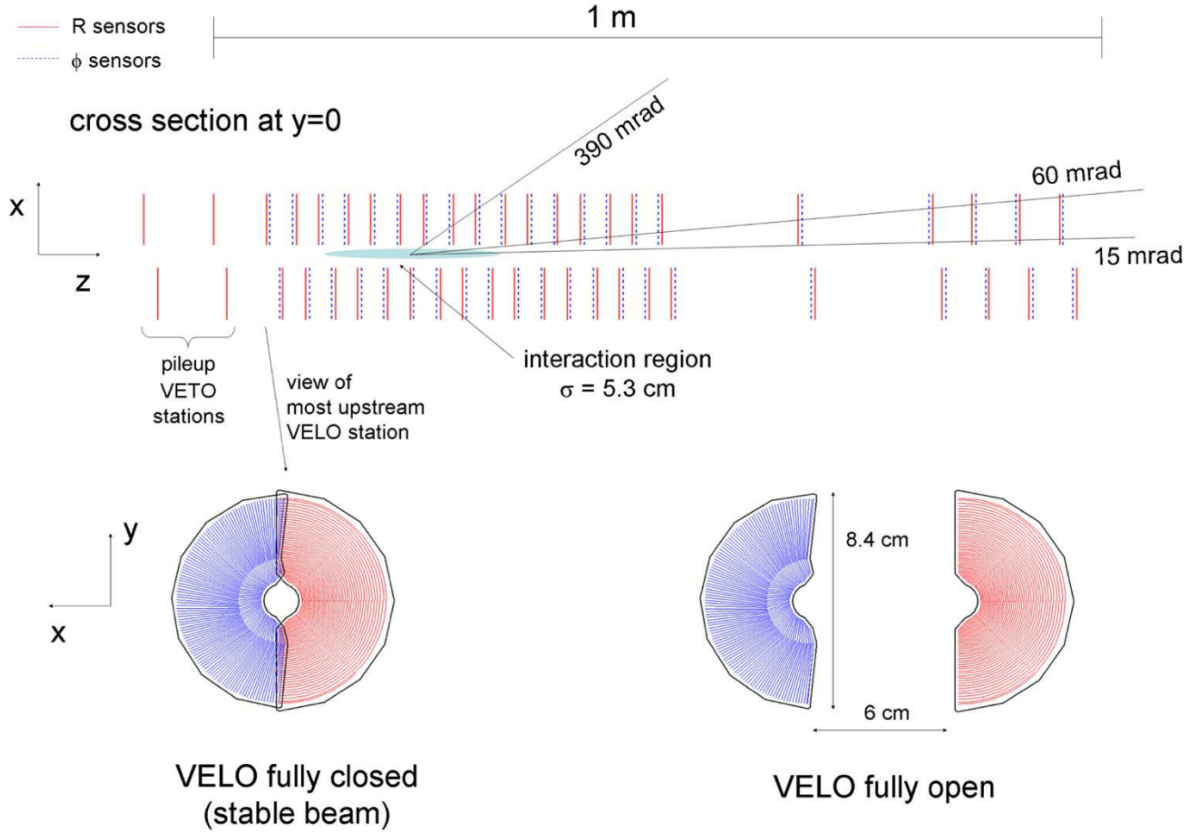 R sensors
1 m
ϕ sensors
cross section at y=0
390 mrad
60 mrad
x
z
15 mrad
pileup
VETO
stations
view of
most upstream
VELO station
interaction region
σ = 5.3 cm
y
x
8.4 cm
6 cm
VELO fully closed
(stable beam)
VELO fully open